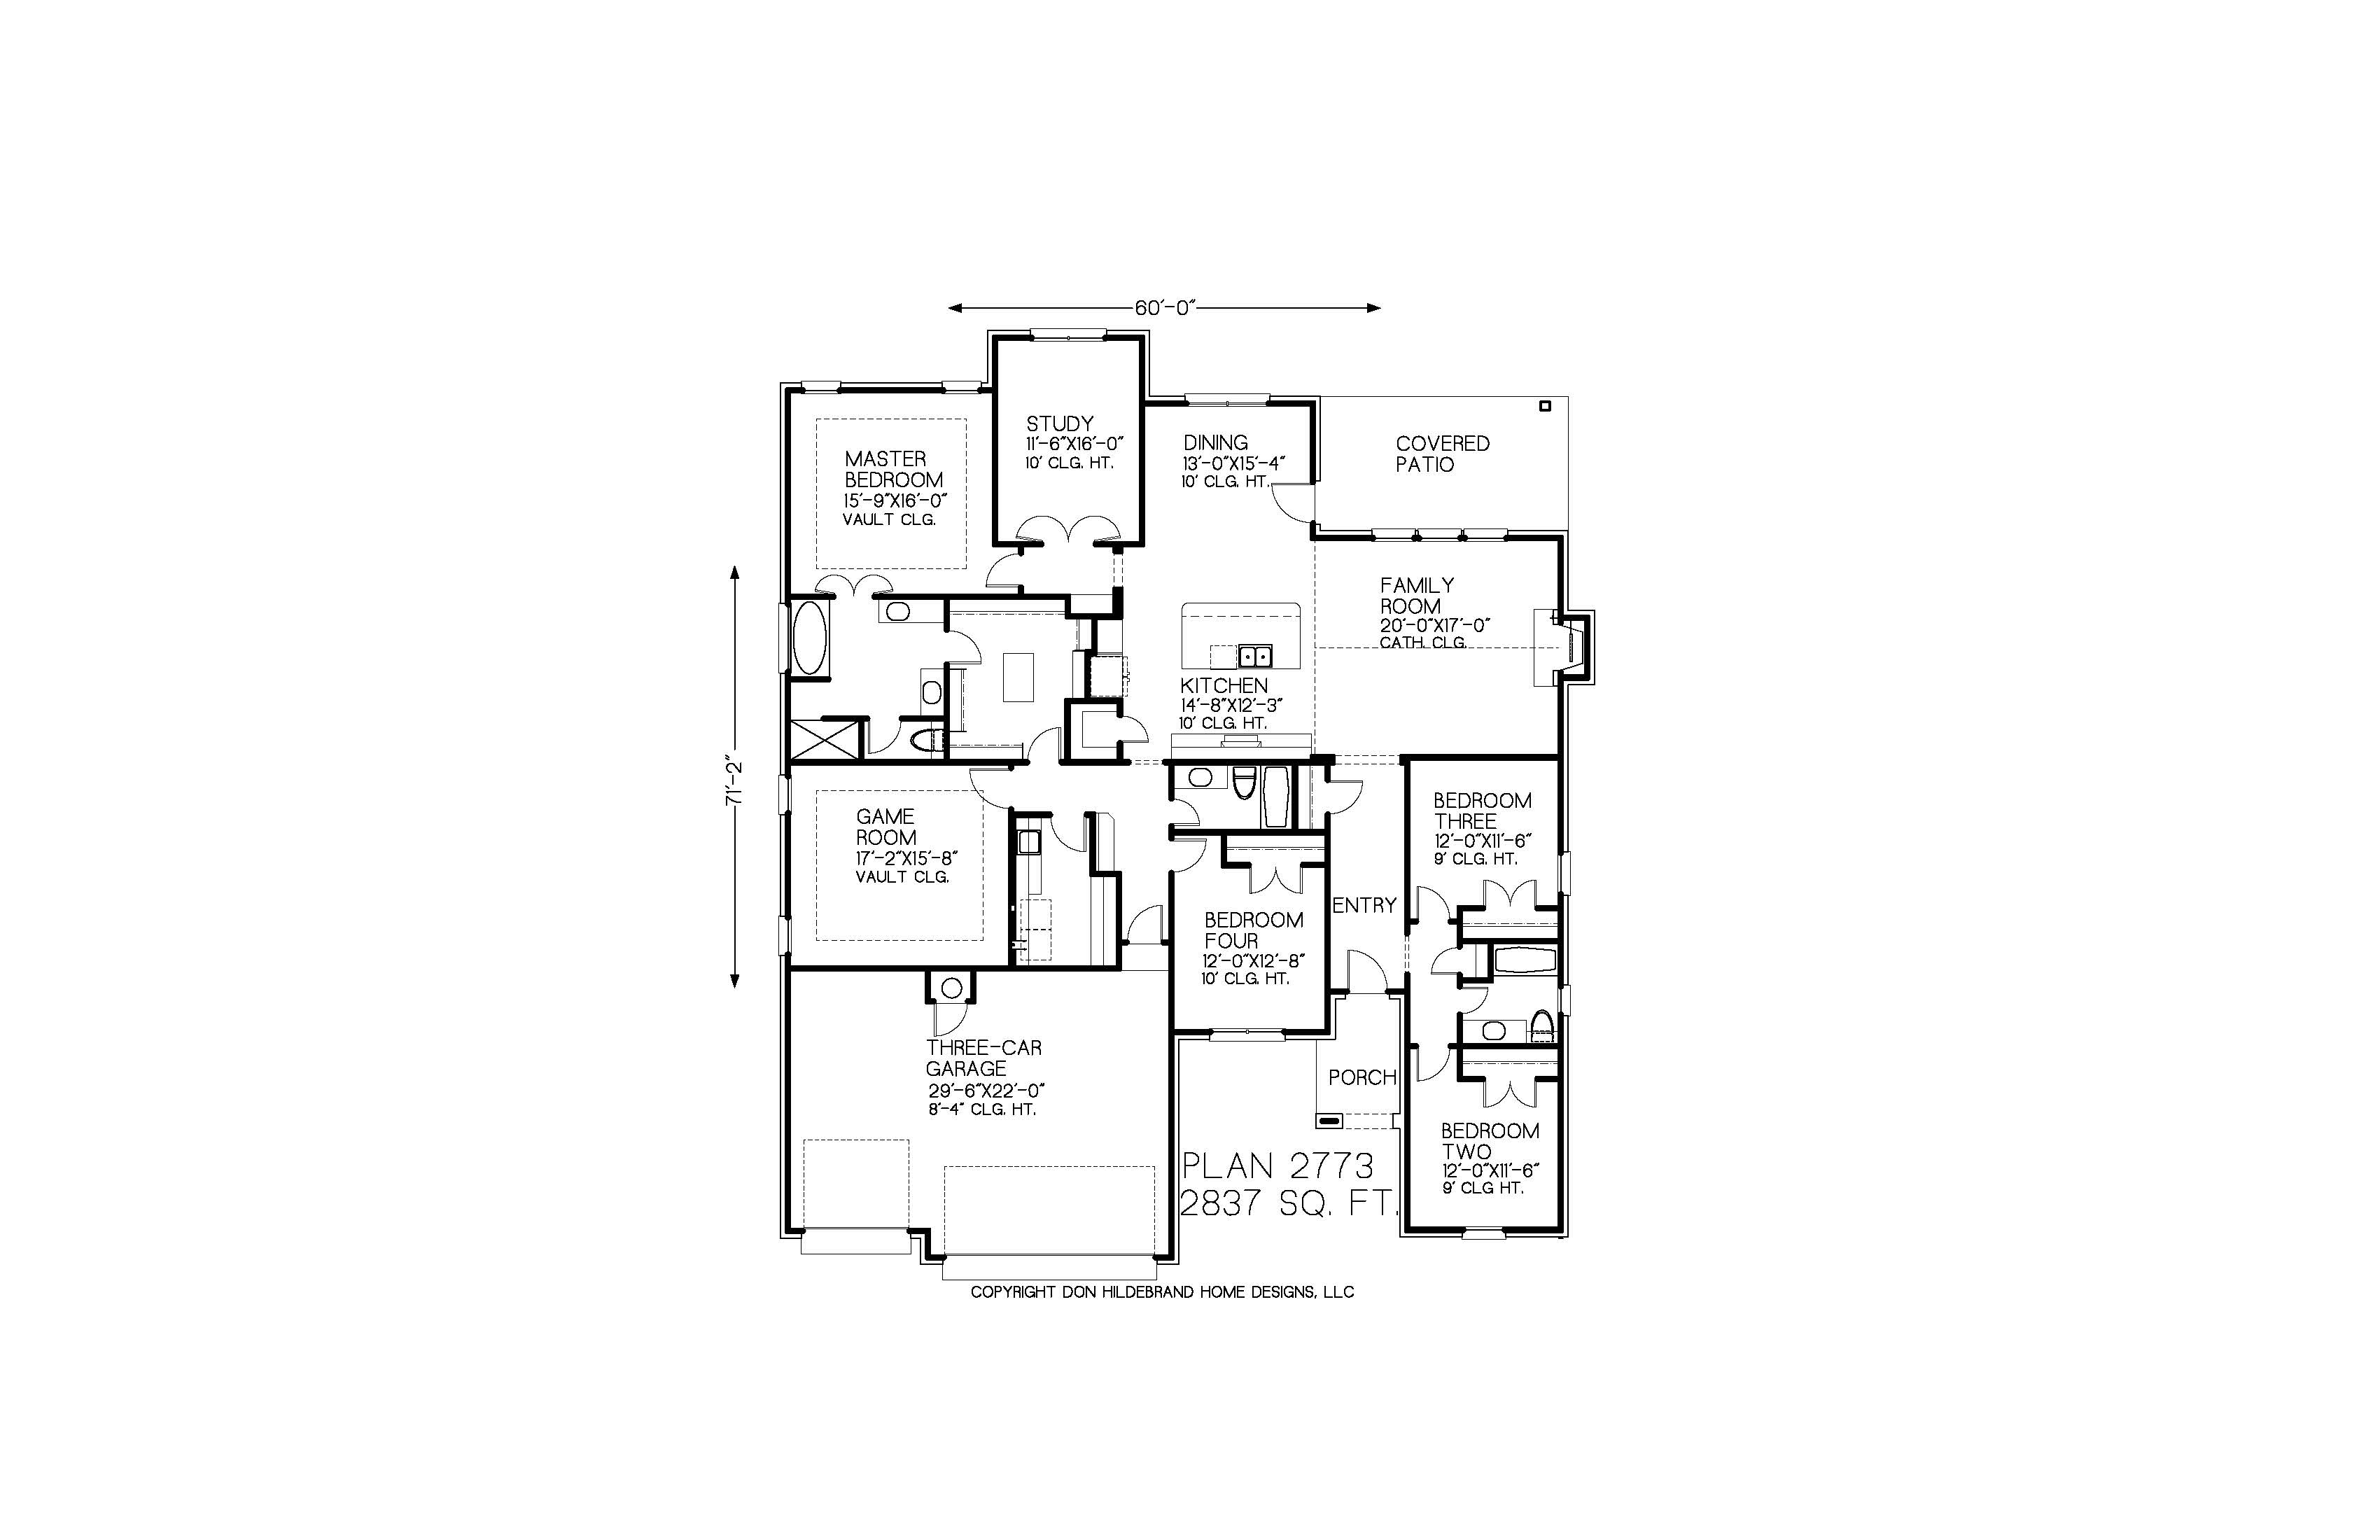 60'-0"
STUDY
11'-6"X16'-0"
10' CLG. HT.
DINING
13'-0"X15'-4"
10' CLG. HT.
COVERED
PATIO
MASTER
BEDROOM
15'-9"X16'-0"
VAULT CLG.
FAMILY
ROOM
20'-0"X17'-0"
CATH. CLG.
KITCHEN
14'-8"X12'-3"
10' CLG. HT.
71'-2"
GAME
ROOM
17'-2"X15'-8"
VAULT CLG.
BEDROOM
THREE
12'-0"X11'-6"
9' CLG. HT.
ENTRY
BEDROOM
FOUR
12'-0"X12'-8"
10' CLG. HT.
THREE-CAR
GARAGE
29'-6"X22'-0"
8'-4" CLG. HT.
PORCH
BEDROOM
TWO
12'-0"X11'-6"
9' CLG HT.
PLAN 2773
2837 SQ. FT.
COPYRIGHT DON HILDEBRAND HOME DESIGNS, LLC